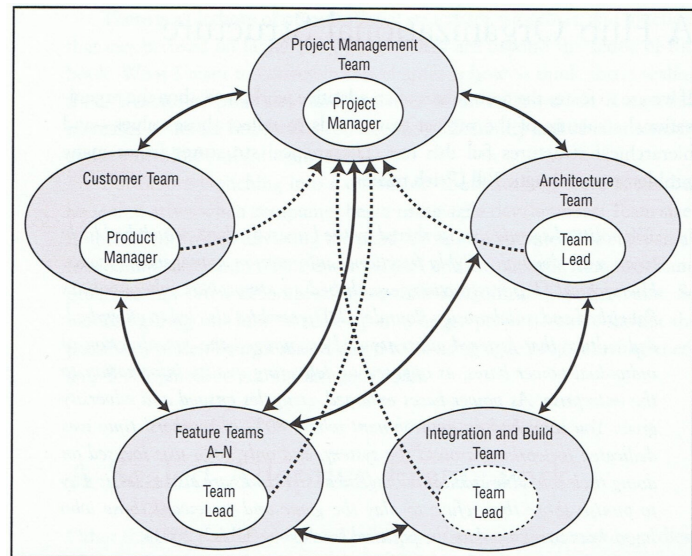 Project Management
Team
Project
Manager
Customer Team
Product
Manager
Architecture
Team
Team
Lead
Feature Teams
A–N
Team
Lead
Integration and Build
Team
Team
Lead